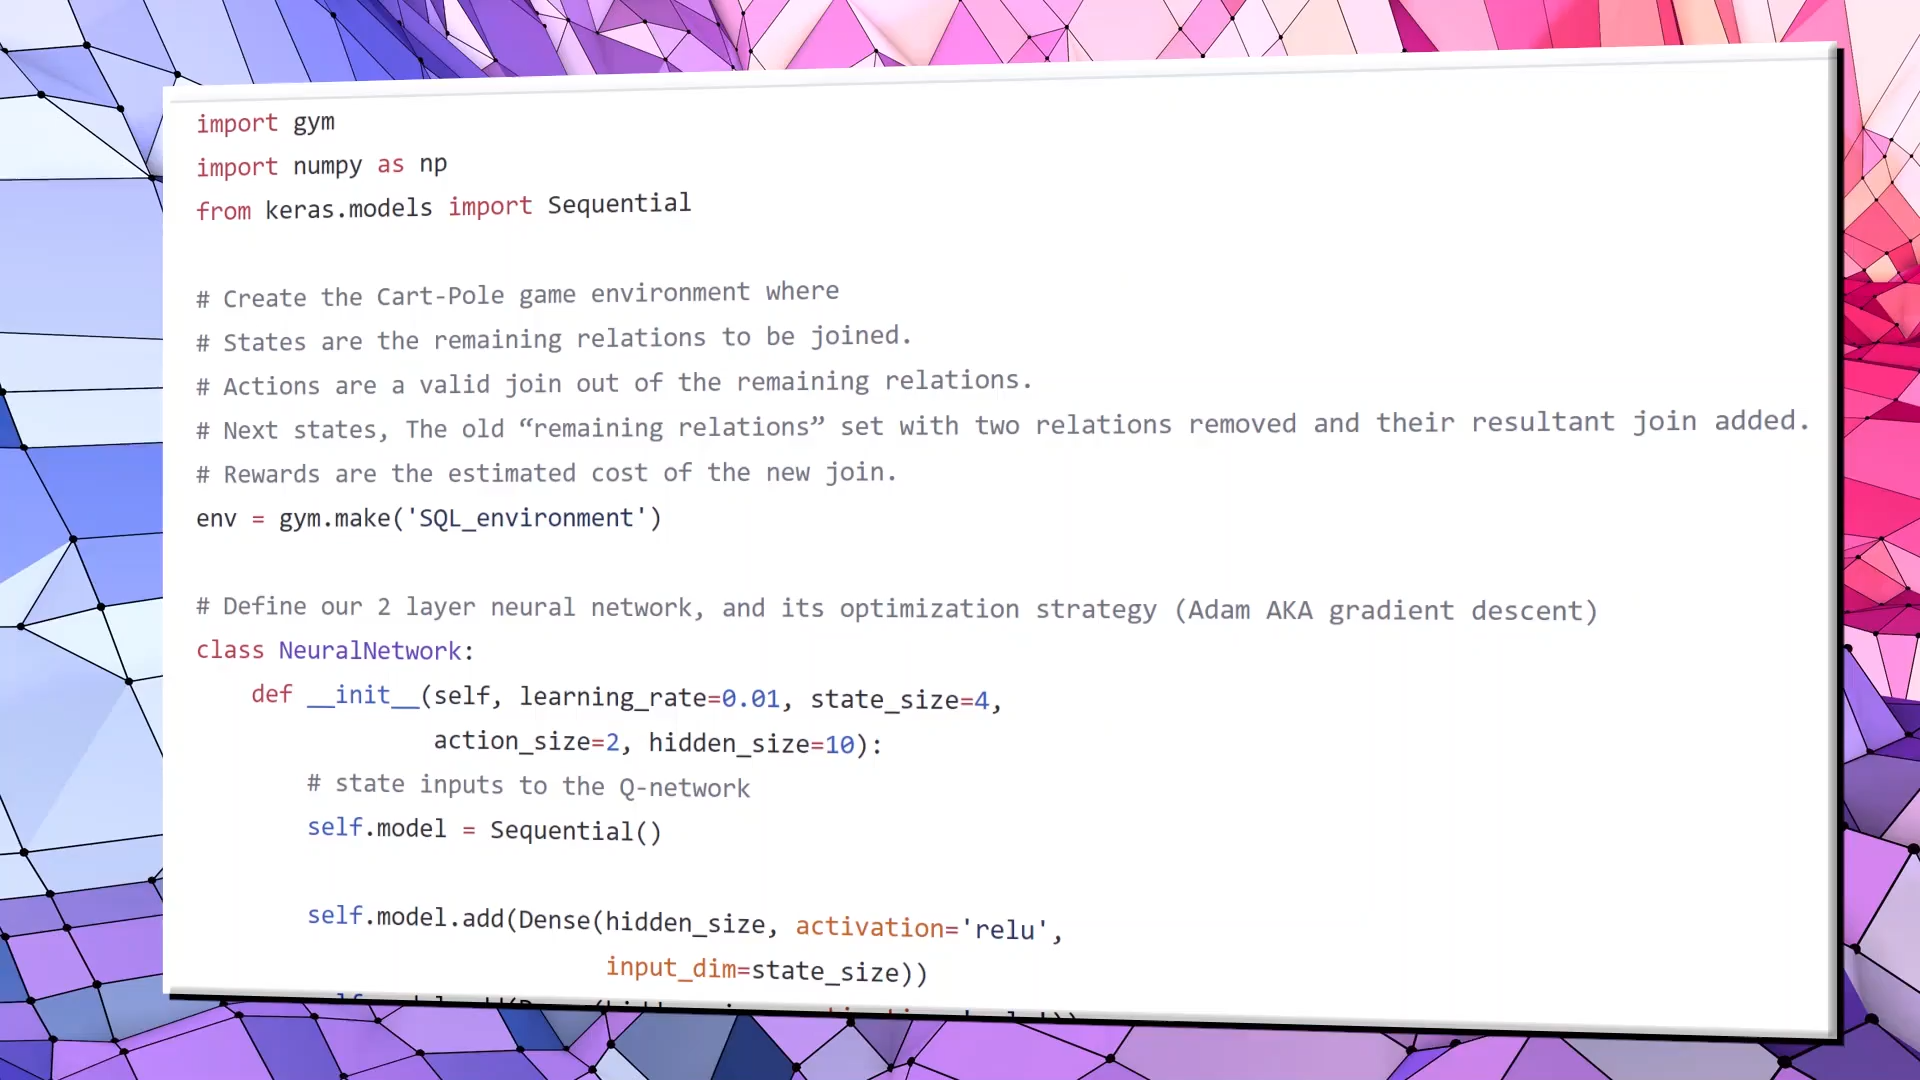 import gym
import numpy as np
from keras.models import Sequential
# Create the Cart-Pole game environment where
# States are the remaining relations to be joined.
# Actions are a valid join out of the remaining relations.
# Next states, The old “remaining relations” set with two relations removed and their resultant join added.
# Rewards are the estimated cost of the new join.
env = gym.make('SQL_environment')
# Define our 2 layer neural network, and its optimization strategy (Adam AKA gradient descent)
class NeuralNetwork:
    def __init__(self, learning_rate=0.01, state_size=4,
                 action_size=2, hidden_size=10):
        # state inputs to the Q-network
        self.model = Sequential()
        self.model.add(Dense(hidden_size, activation='relu',
                             input_dim=state_size))